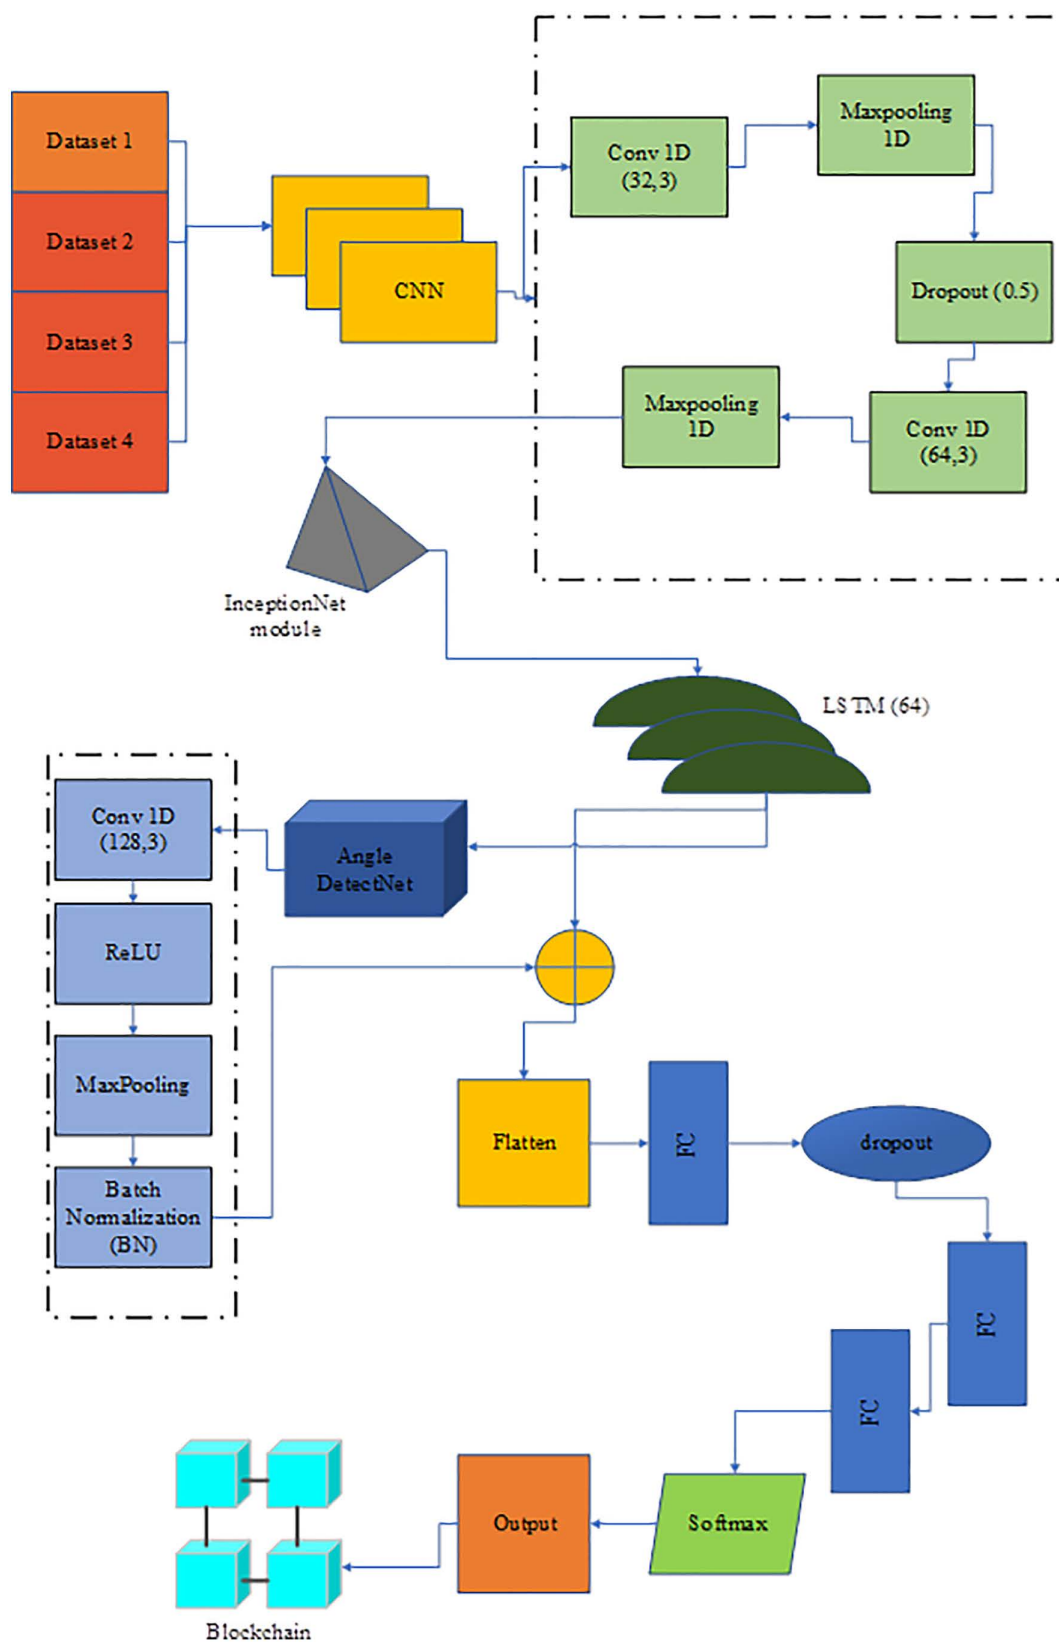 Dataset 1
Dataset 2
Dataset 3
Dataset 4
CNN
Conv 1D
(32,3)
Maxpooling
1D
Dropout (0.5)
Conv 1D
(64,3)
Maxpooling
1D
InceptionNet
module
LSTM (64)
Angle
DetectNet
Conv 1D
(128,3)
ReLU
MaxPooling
Batch
Normalization
(BN)
Flatten
FC
dropout
FC
FC
Softmax
Output
Blockchain